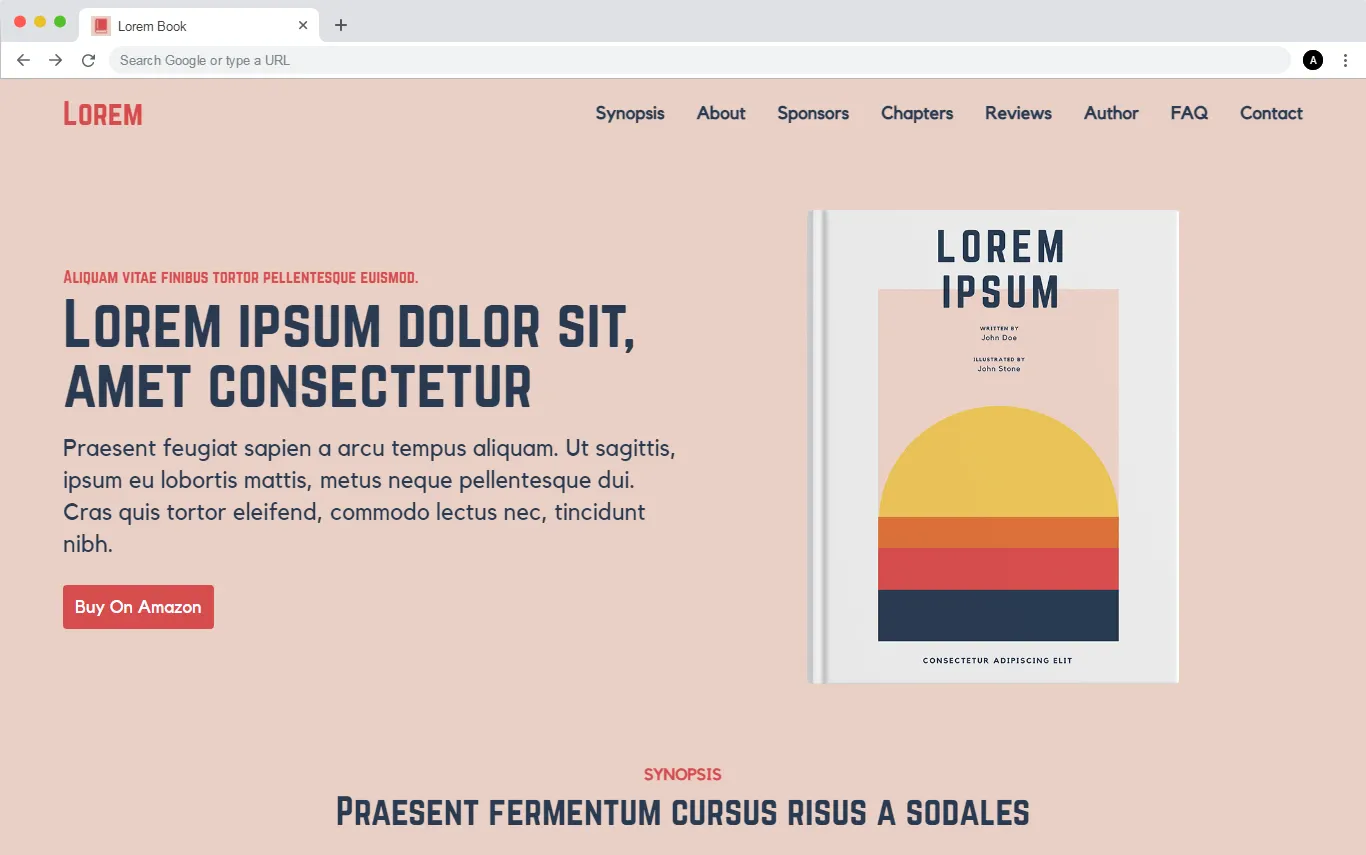 Lorem Book
Search Google or type a URL
A
LOREM
Synopsis About Sponsors Chapters Reviews Author FAQ Contact
Aliquam vitae finibus tortor pellentesque euismod.
Lorem ipsum dolor sit,
amet consectetur
Praesent feugiat sapien a arcu tempus aliquam. Ut sagittis,
ipsum eu lobortis mattis, metus neque pellentesque dui.
Cras quis tortor eleifend, commodo lectus nec, tincidunt
nibh.
Buy On Amazon
LOREM
IPSUM
WRITTEN BY
John Doe
ILLUSTRATED BY
John Stone
CONSECTETUR ADIPISCING ELIT
SYNOPSIS
Praesent fermentum cursus risus a sodales